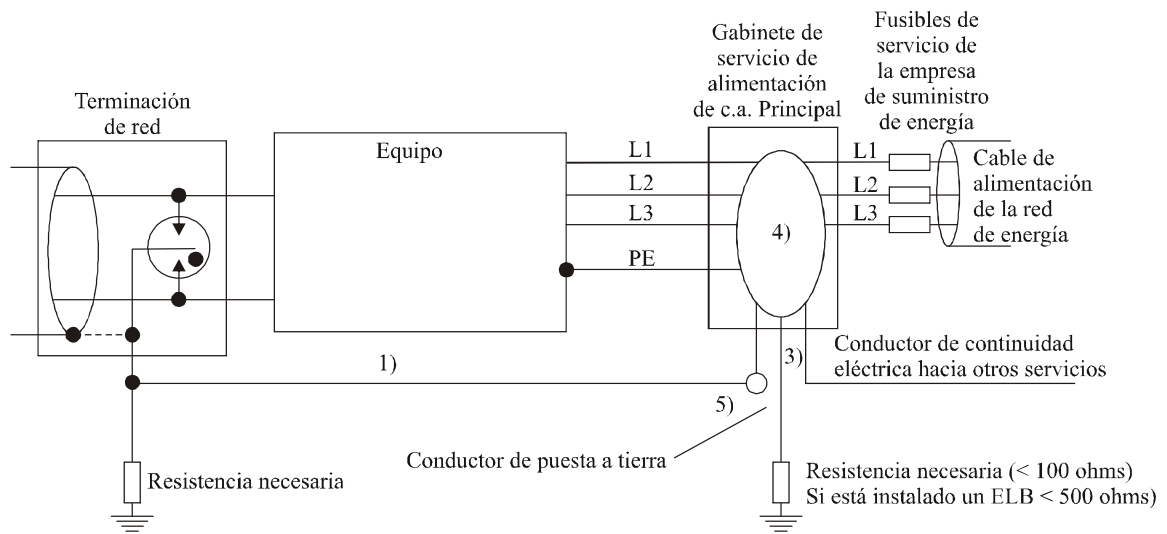 Terminación
de red
Equipo
Gabinete de
servicio de
alimentación
de c.a. Principal
Fusibles de
servicio de
la empresa
de suministro
de energía
L1
L2
L3
PE
4)
L1
L2
L3
Cable de
alimentación
de la red
de energía
1)
3)
5)
Conductor de continuidad
eléctrica hacia otros servicios
Conductor de puesta a tierra
Resistencia necesaria
Resistencia necesaria (< 100 ohms)
Si está instalado un ELB < 500 ohms)